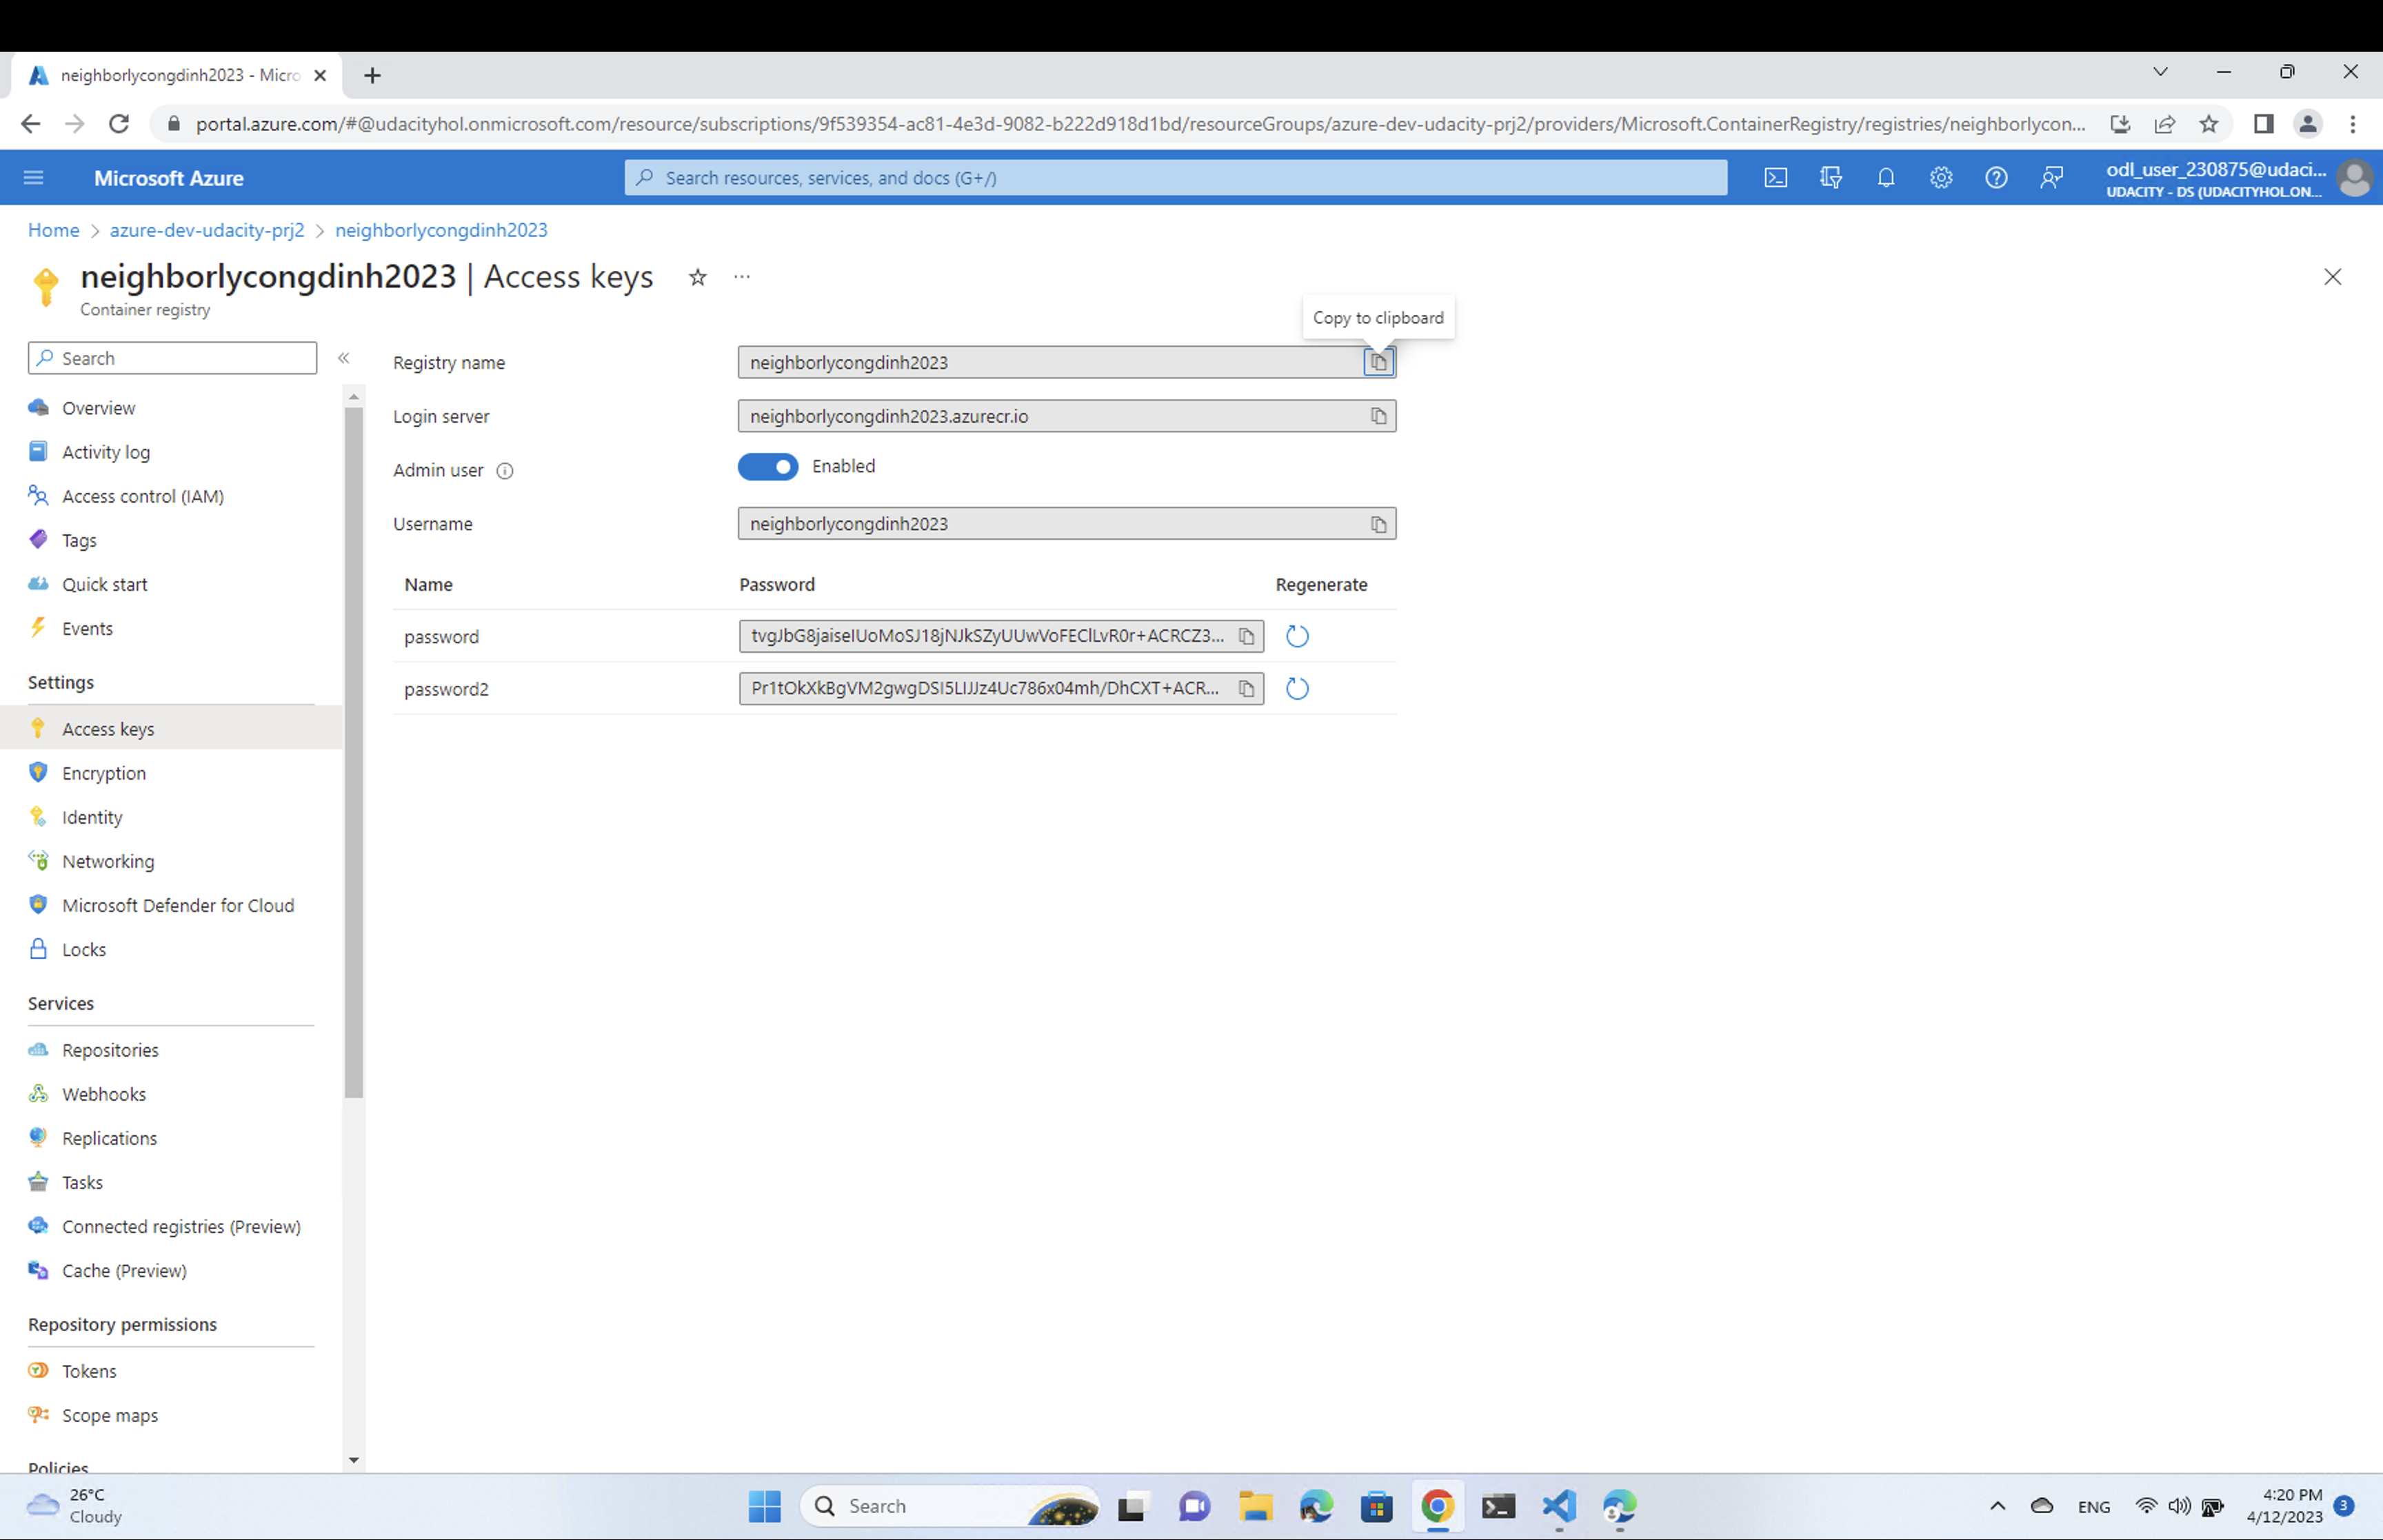 neighborlycongdinh2023 - Micro
portal.azure.com/#@udacityhol.onmicrosoft.com/resource/subscriptions/9f539354-ac81-4e3d-9082-b222d918d1bd/resourceGroups/azure-dev-udacity-prj2/providers/Microsoft.ContainerRegistry/registries/neighborlycon...
Microsoft Azure
Search resources, services, and docs (G+/)
odl_user_230875@udaci...
UDACITY - DS (UDACITYHOL.ON...
Home > azure-dev-udacity-prj2 > neighborlycongdinh2023
neighborlycongdinh2023 | Access keys
Container registry
Copy to clipboard
Search
Overview
Activity log
Access control (IAM)
Tags
Quick start
Events
Settings
Access keys
Encryption
Identity
Networking
Microsoft Defender for Cloud
Locks
Services
Repositories
Webhooks
Replications
Tasks
Connected registries (Preview)
Cache (Preview)
Repository permissions
Tokens
Scope maps
Policies
Registry name neighborlycongdinh2023
Login server neighborlycongdinh2023.azurecr.io
Admin user Enabled
Username neighborlycongdinh2023
Name Password Regenerate
password tvgJbG8jaiseIUoMoSJ18jNJkSZyUUwVoFEClLvR0r+ACRCZ3...
password2 Pr1tOkXkBgVM2gwgDSI5LIJJz4Uc786x04mh/DhCXT+ACR...
26°C
Cloudy
Search
ENG
4:20 PM
4/12/2023
3